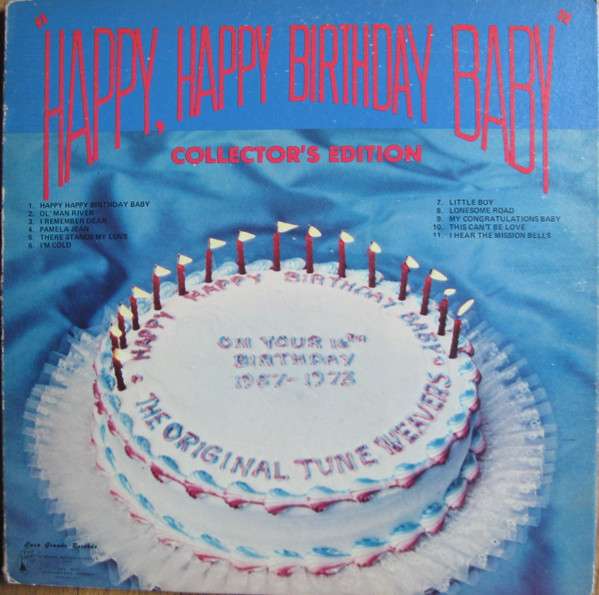 "HAPPY, HAPPY BIRTHDAY BABY"
COLLECTOR'S EDITION
1. HAPPY HAPPY BIRTHDAY BABY
2. OL' MAN RIVER
3. I REMEMBER DEAR
4. PAMELA JEAN
5. THERE STANDS MY LOVE
6. I'M COLD
7. LITTLE BOY
8. LONESOME ROAD
9. MY CONGRATULATIONS BABY
10. THIS CAN'T BE LOVE
11. I HEAR THE MISSION BELLS
HAPPY HAPPY BIRTHDAY BABY
ON YOUR 16TH
BIRTHDAY
1957-1973
THE ORIGINAL TUNE WEAVERS
Casa Grande Records